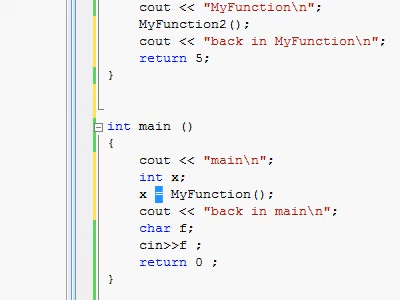 cout << "MyFunction\n";
MyFunction2();
cout << "back in MyFunction\n";
return 5;
}
int main ()
{
cout << "main\n";
int x;
x = MyFunction();
cout << "back in main\n";
char f;
cin>>f ;
return 0 ;
}